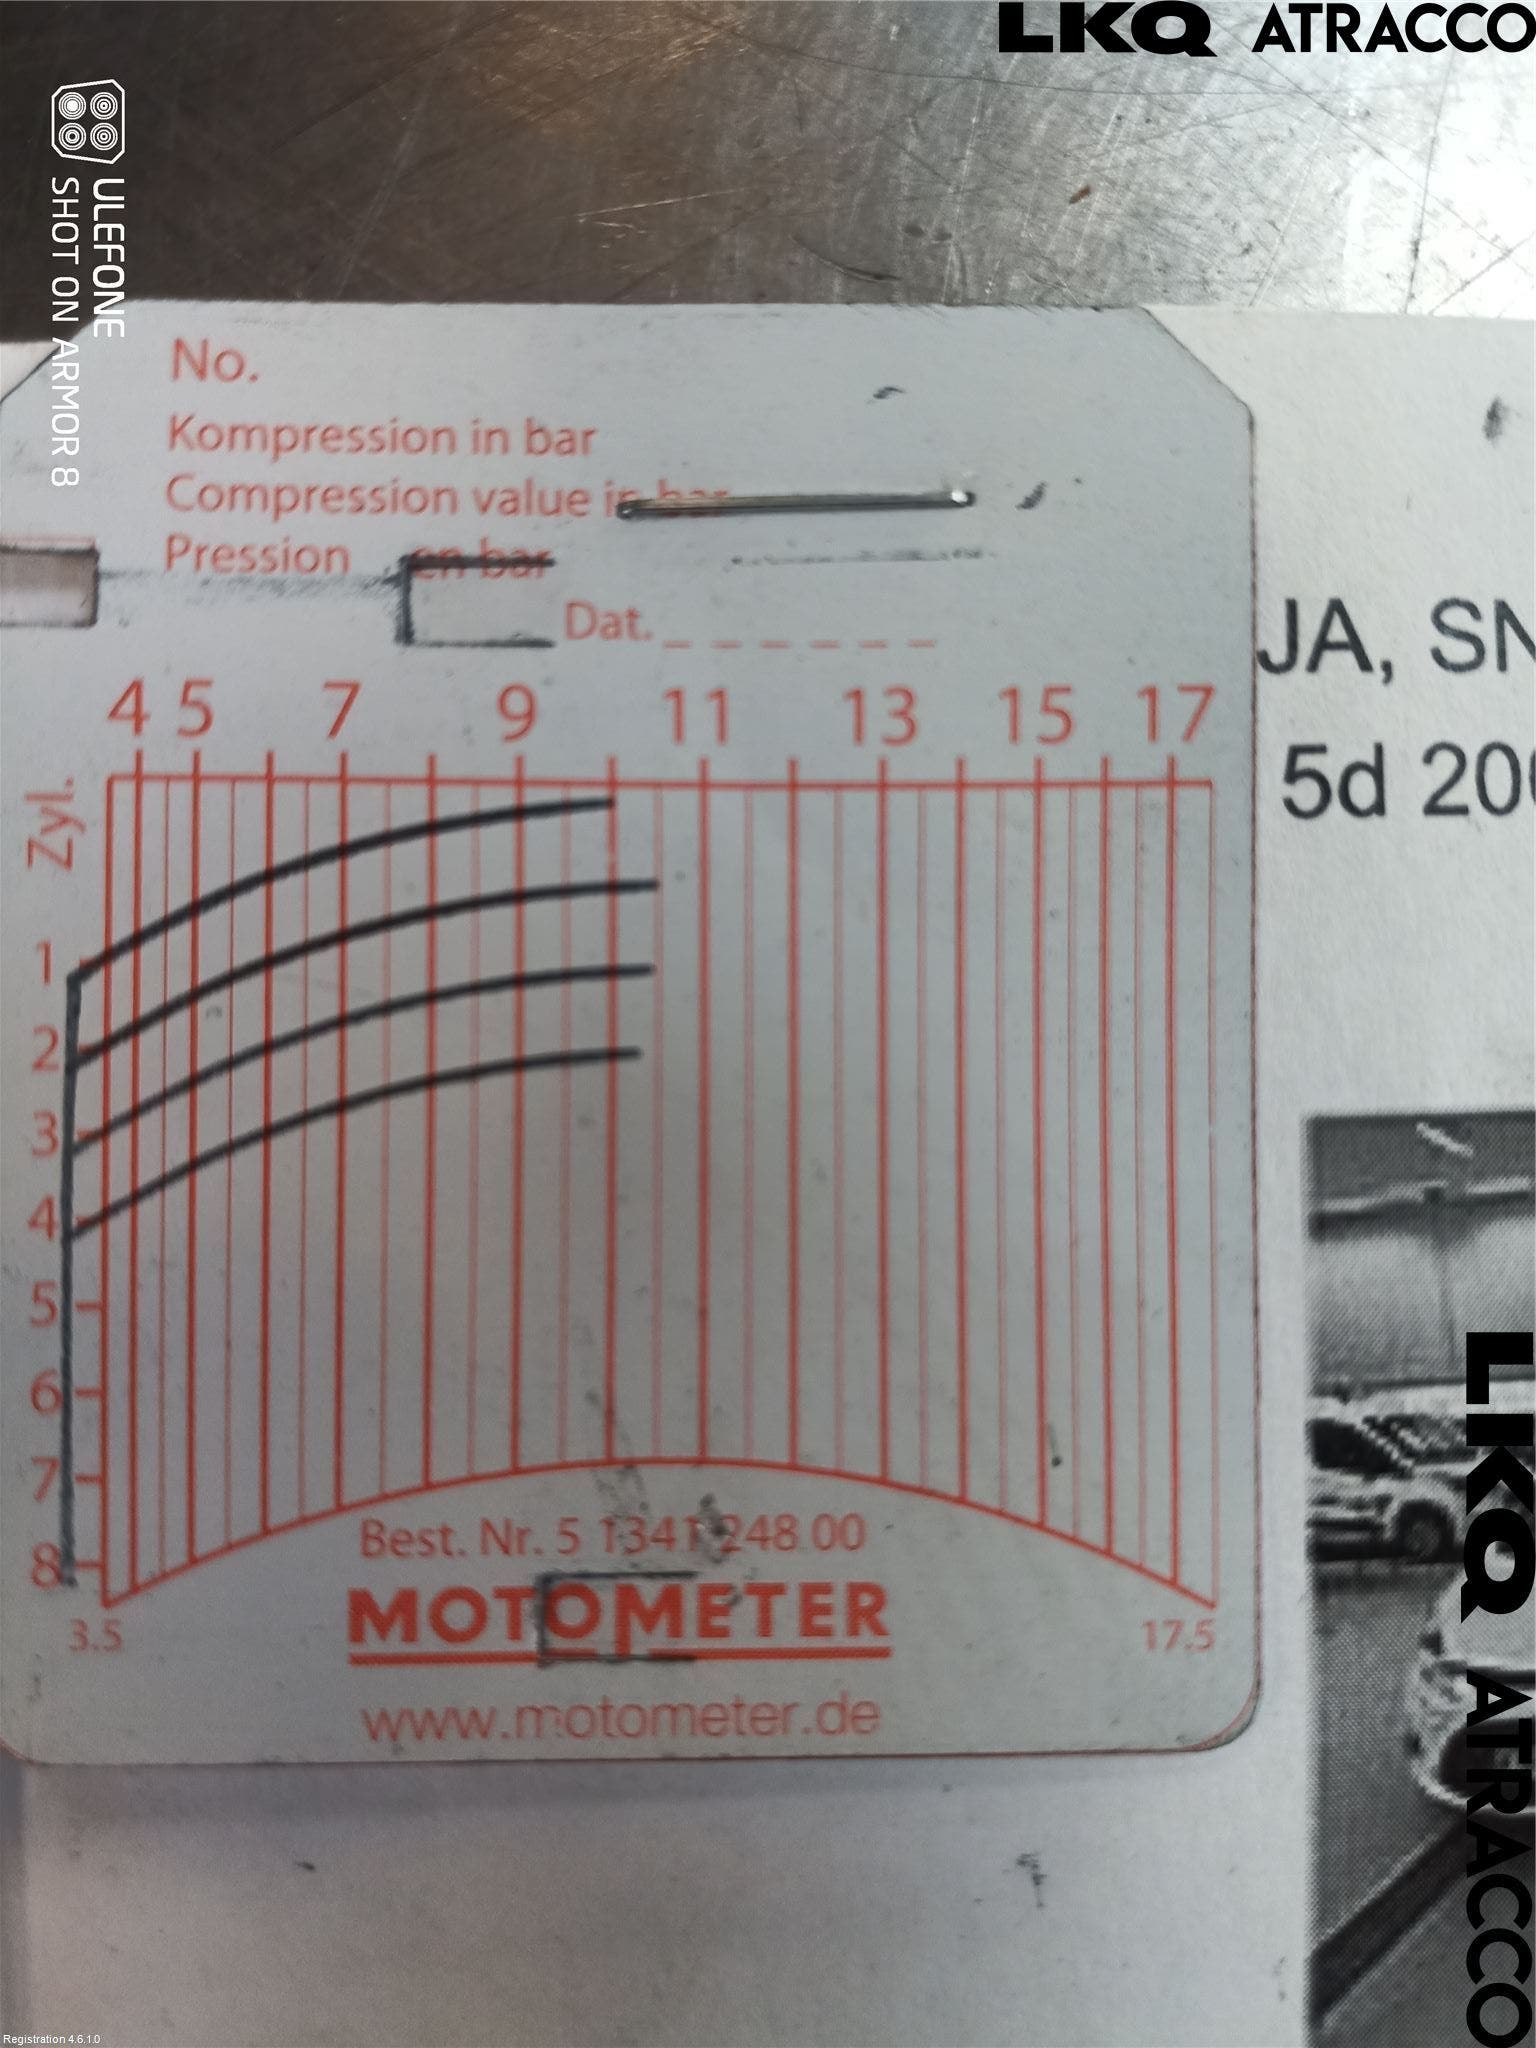 LKQ ATRACCO
ULEFONE
SHOT ON ARMOR 8
No.
Kompression in bar
Compression value in bar
Pression en bar
Dat.
JA, SN
5d 200
4 5 7 9 11 13 15 17
Zyl.
1
2
3
4
5
6
7
8
3.5
17.5
Best. Nr. 5 1341 248 00
MOTOMETER
www.motometer.de
LKQ ATRACCO
Registration 4.6.1.0